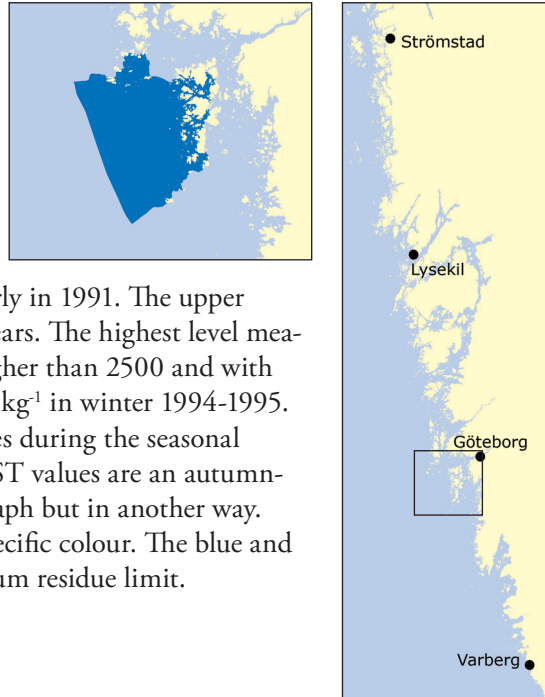 Strömstad
Lysekil
Göteborg
Varberg
rly in 1991. The upper
ears. The highest level mea-
gher than 2500 and with
kg-1 in winter 1994-1995.
es during the seasonal
ST values are an autumn-
aph but in another way.
ecific colour. The blue and
um residue limit.